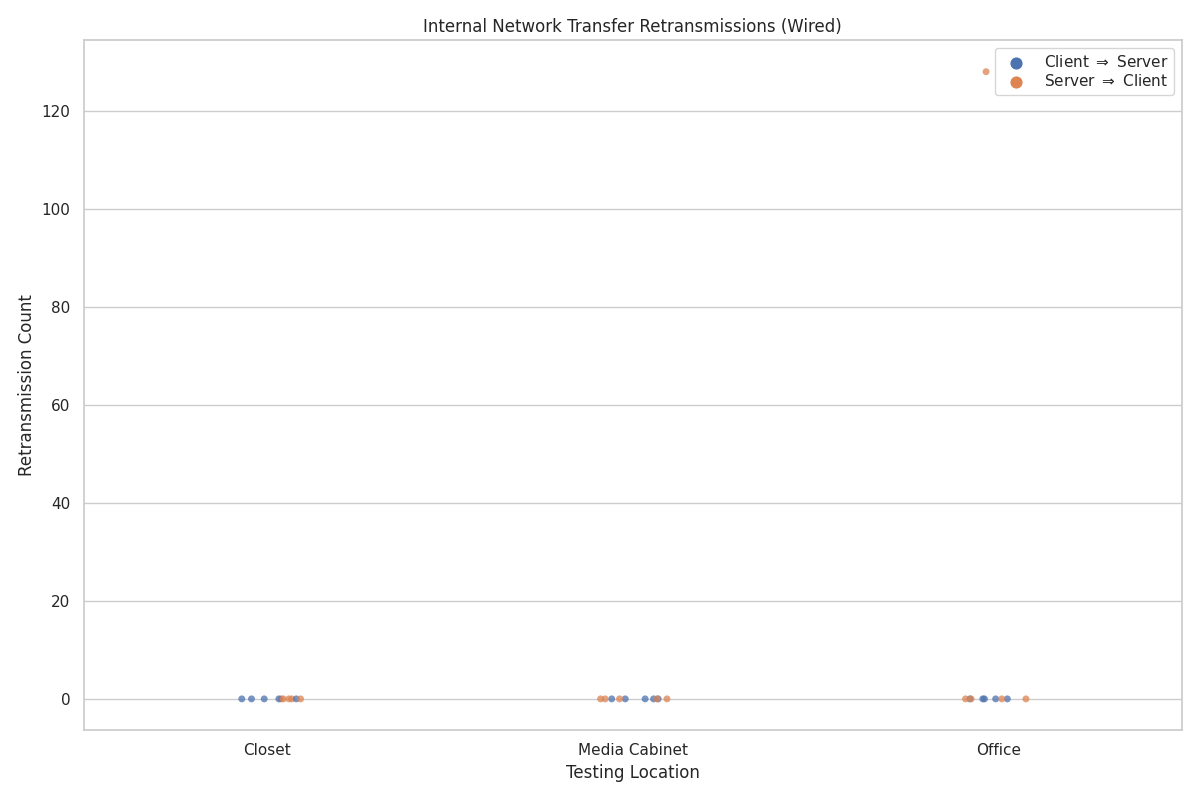 Internal Network Transfer Retransmissions (Wired)
Client ⇒ Server
Server ⇒ Client
120
100
80
60
40
20
0
Retransmission Count
Closet
Media Cabinet
Office
Testing Location